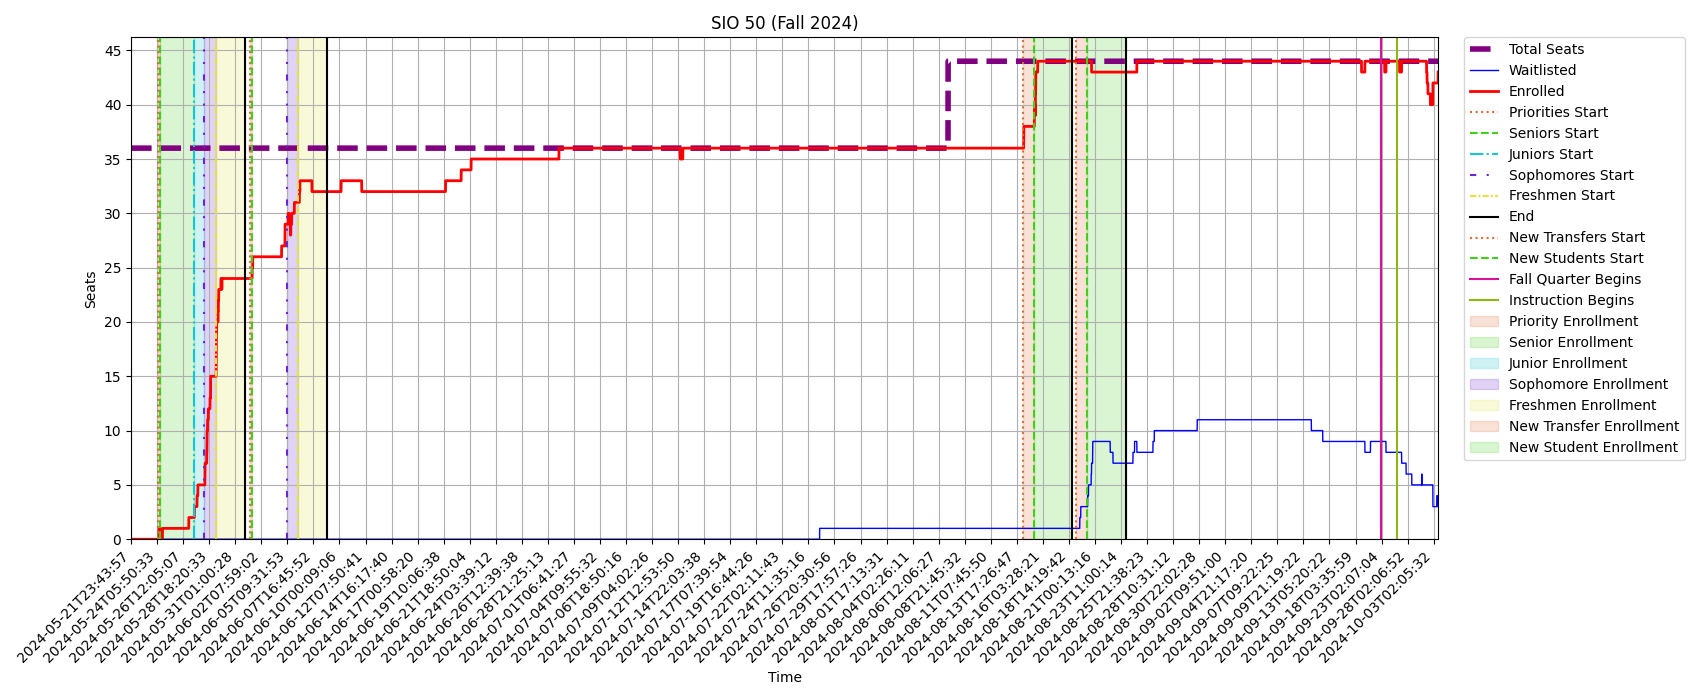 SIO 50 (Fall 2024)
Seats
45
40
35
30
25
20
15
10
5
0
2024-05-21T23:43:57
2024-05-24T05:50:33
2024-05-26T12:05:07
2024-05-28T18:20:33
2024-05-31T01:00:28
2024-06-02T07:59:02
2024-06-05T09:31:53
2024-06-07T16:45:52
2024-06-10T00:09:06
2024-06-12T07:50:41
2024-06-14T16:17:40
2024-06-17T00:58:20
2024-06-19T10:06:38
2024-06-21T18:50:04
2024-06-24T03:39:12
2024-06-26T12:39:38
2024-06-28T21:25:13
2024-07-01T06:41:27
2024-07-04T09:55:32
2024-07-06T18:50:16
2024-07-09T04:02:26
2024-07-12T12:53:50
2024-07-14T22:03:38
2024-07-17T07:39:54
2024-07-19T16:44:26
2024-07-22T02:11:43
2024-07-24T11:35:16
2024-07-26T20:30:56
2024-07-29T17:57:26
2024-08-01T17:13:31
2024-08-04T02:26:11
2024-08-06T12:06:27
2024-08-08T21:45:32
2024-08-11T07:45:50
2024-08-13T17:26:47
2024-08-16T03:28:21
2024-08-18T14:19:42
2024-08-21T00:13:16
2024-08-23T11:00:14
2024-08-25T21:38:23
2024-08-28T10:31:12
2024-08-30T22:02:28
2024-09-02T09:51:00
2024-09-04T21:17:20
2024-09-07T09:22:25
2024-09-09T21:19:22
2024-09-13T05:20:22
2024-09-18T03:35:59
2024-09-23T02:07:04
2024-09-28T02:06:52
2024-10-03T02:05:32
Time
Total Seats
Waitlisted
Enrolled
Priorities Start
Seniors Start
Juniors Start
Sophomores Start
Freshmen Start
End
New Transfers Start
New Students Start
Fall Quarter Begins
Instruction Begins
Priority Enrollment
Senior Enrollment
Junior Enrollment
Sophomore Enrollment
Freshmen Enrollment
New Transfer Enrollment
New Student Enrollment